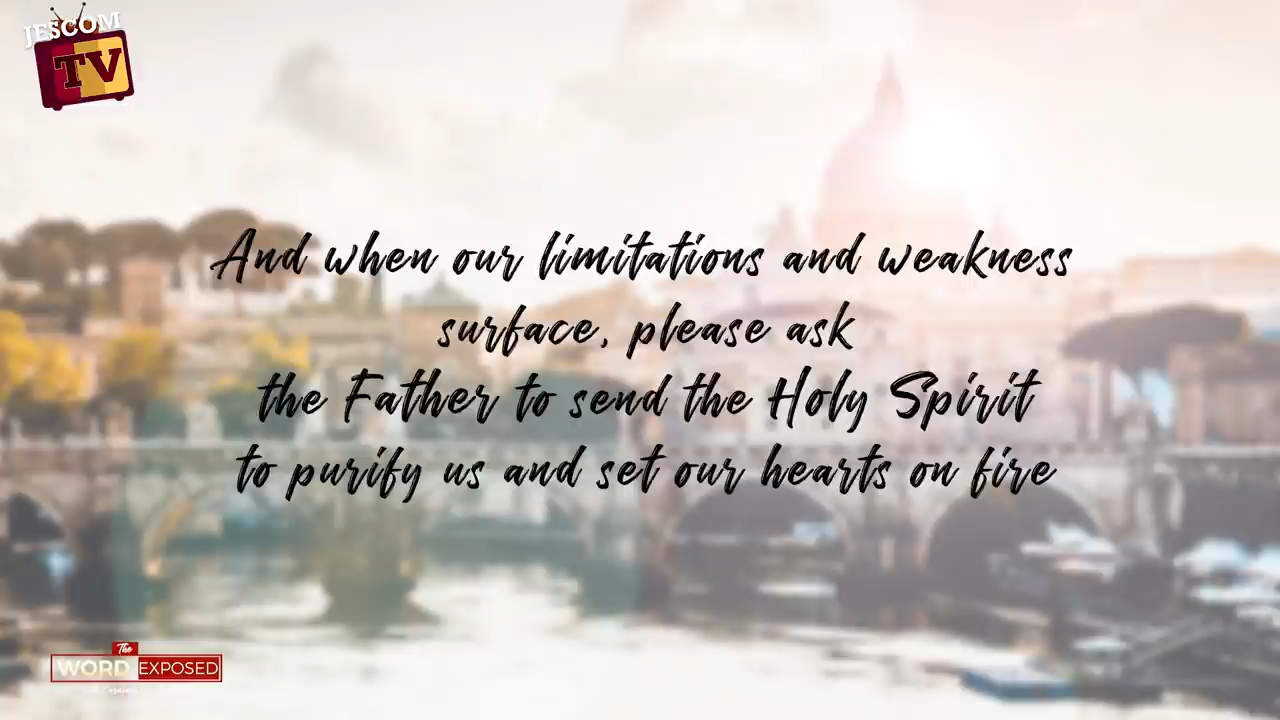 JESCOM
TV
And when our limitations and weakness
surface, please ask
the Father to send the Holy Spirit
to purify us and set our hearts on fire
The
WORD EXPOSED